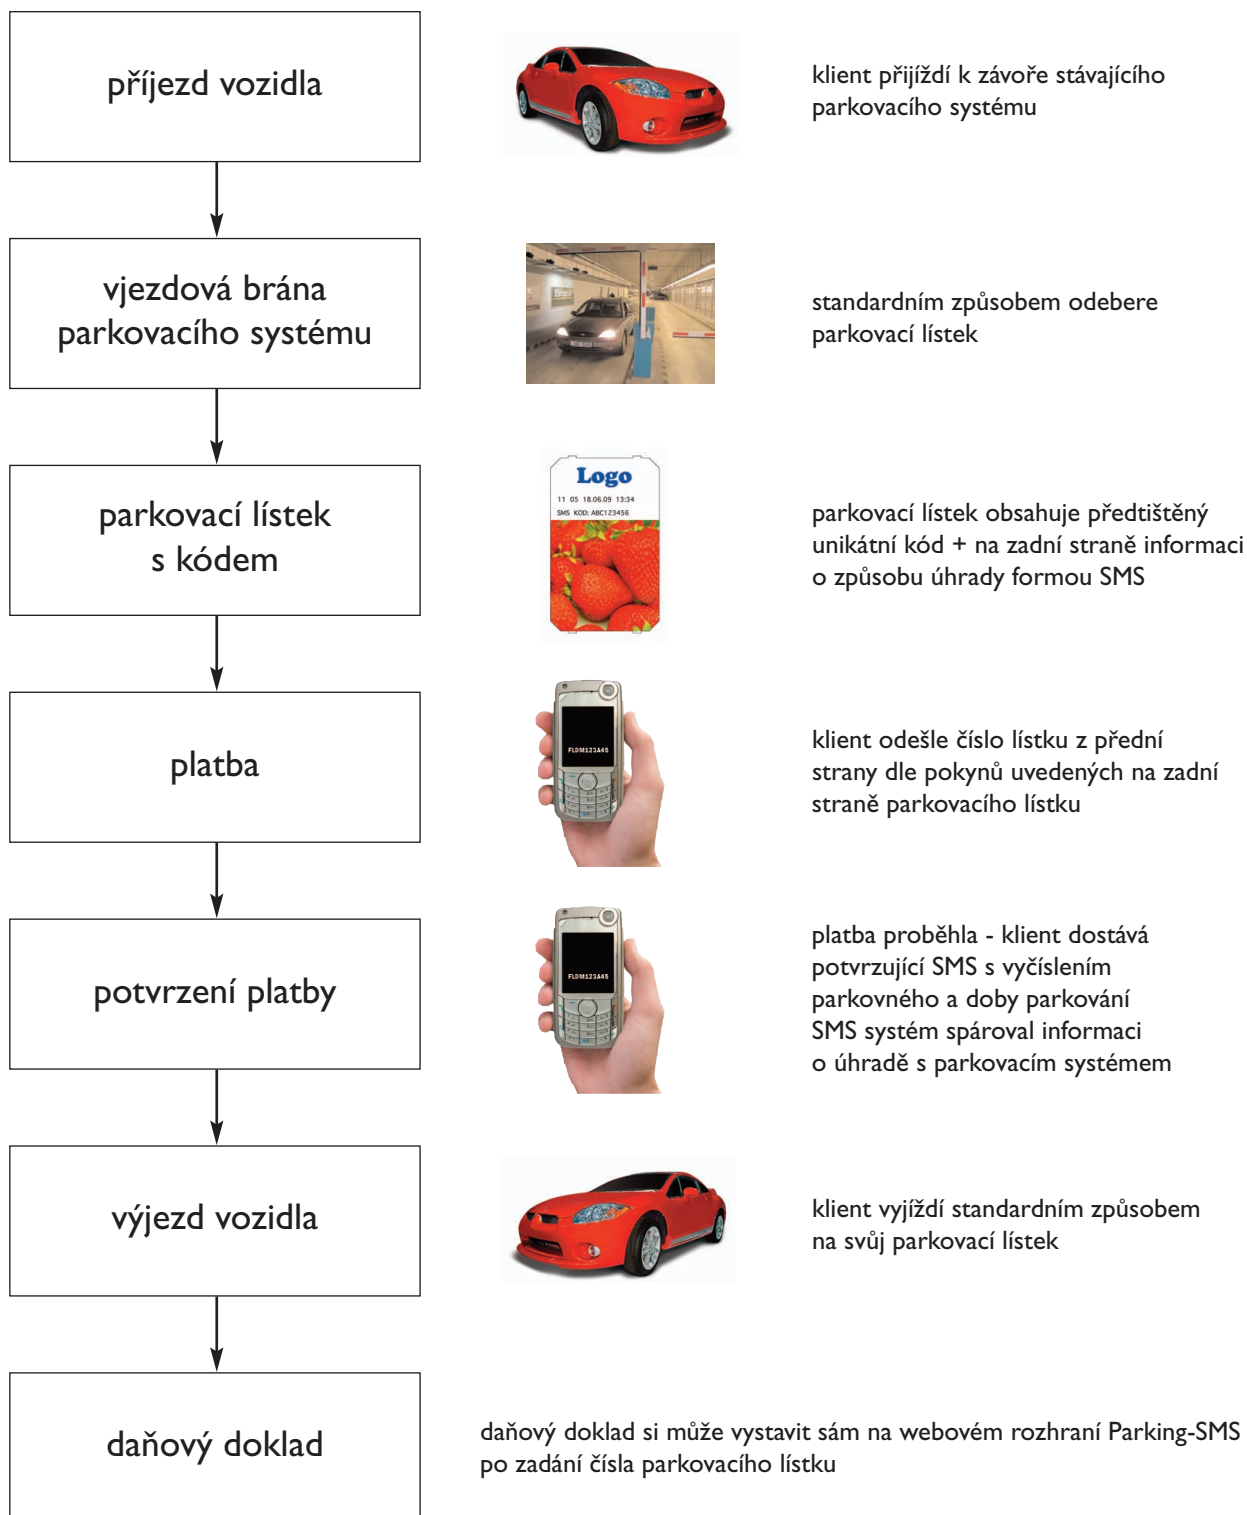 příjezd vozidla
klient přijíždí k závoře stávajícího
parkovacího systému
vjezdová brána
parkovacího systému
standardním způsobem odebere
parkovací lístek
parkovací lístek
s kódem
Logo
11 05 18.06.09 13:34
SMS KOD: ABC123456
parkovací lístek obsahuje předtištěný
unikátní kód + na zadní straně informaci
o způsobu úhrady formou SMS
platba
FLDM123A45
klient odešle číslo lístku z přední
strany dle pokynů uvedených na zadní
straně parkovacího lístku
potvrzení platby
FLDM123A45
platba proběhla - klient dostává
potvrzující SMS s vyčíslením
parkovného a doby parkování
SMS systém spároval informaci
o úhradě s parkovacím systémem
výjezd vozidla
klient vyjíždí standardním způsobem
na svůj parkovací lístek
daňový doklad
daňový doklad si může vystavit sám na webovém rozhraní Parking-SMS
po zadání čísla parkovacího lístku